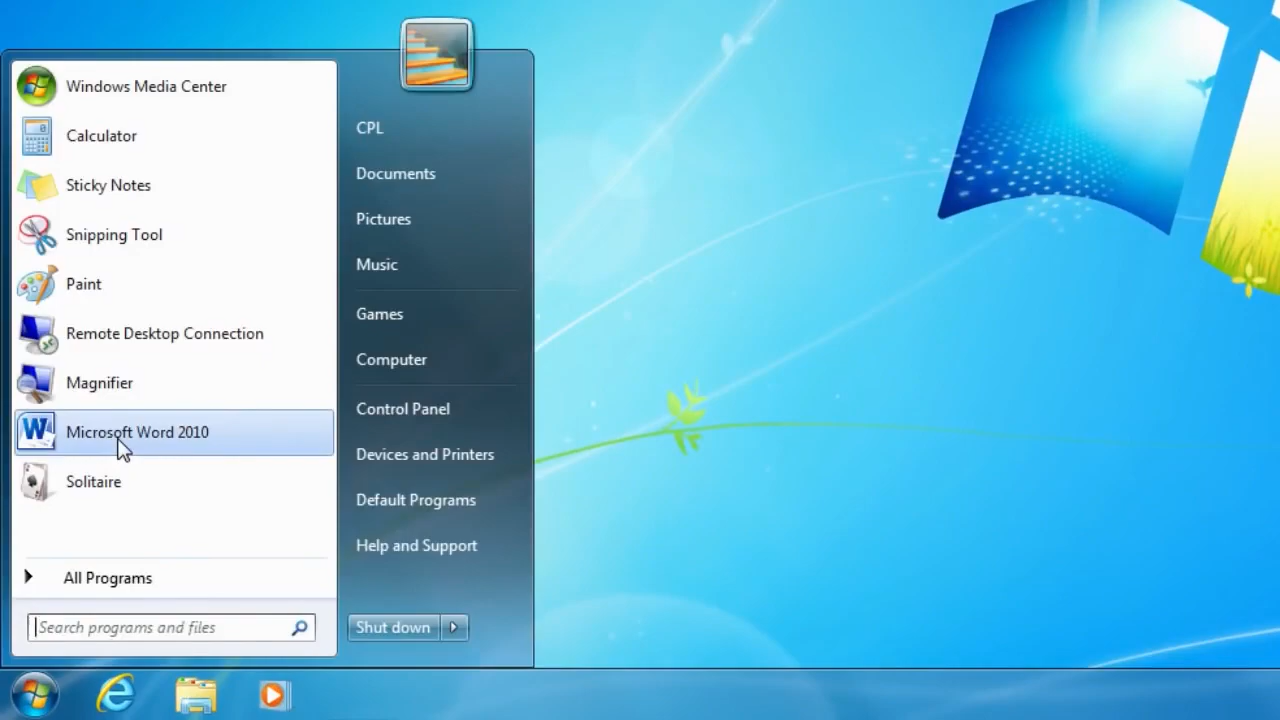 Windows Media Center
Calculator
Sticky Notes
Snipping Tool
Paint
Remote Desktop Connection
Magnifier
Microsoft Word 2010
Solitaire
All Programs
Search programs and files
CPL
Documents
Pictures
Music
Games
Computer
Control Panel
Devices and Printers
Default Programs
Help and Support
Shut down